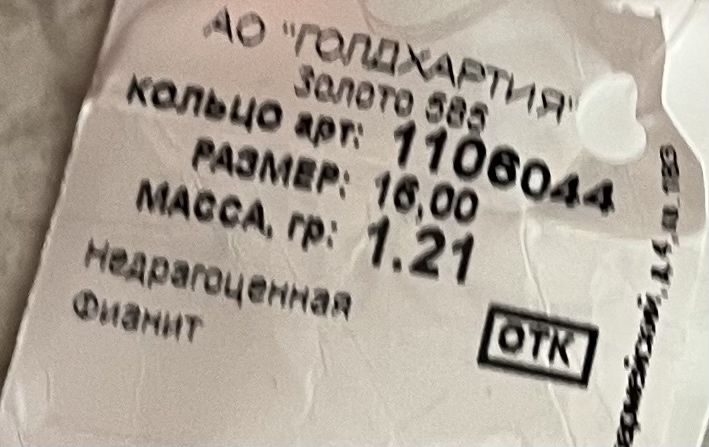 АО "ГОЛДХАРТИЯ"
Золото 585
КОЛЬЦО арт: 1106044
РАЗМЕР: 16,00
МАССА, гр: 1.21
Недрагоценная
Фианит
ОТК